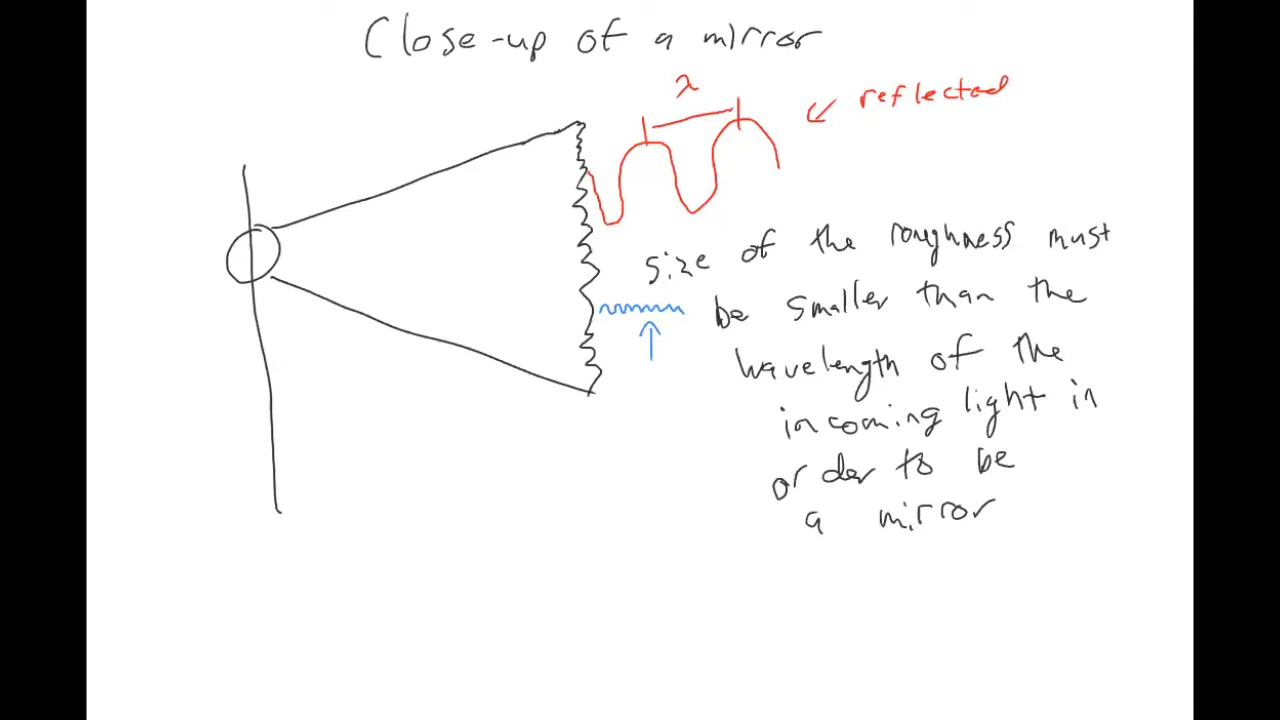 Close-up of a mirror
λ
reflected
size of the roughness must
be smaller than the
wavelength of the
incoming light in
order to be
a mirror